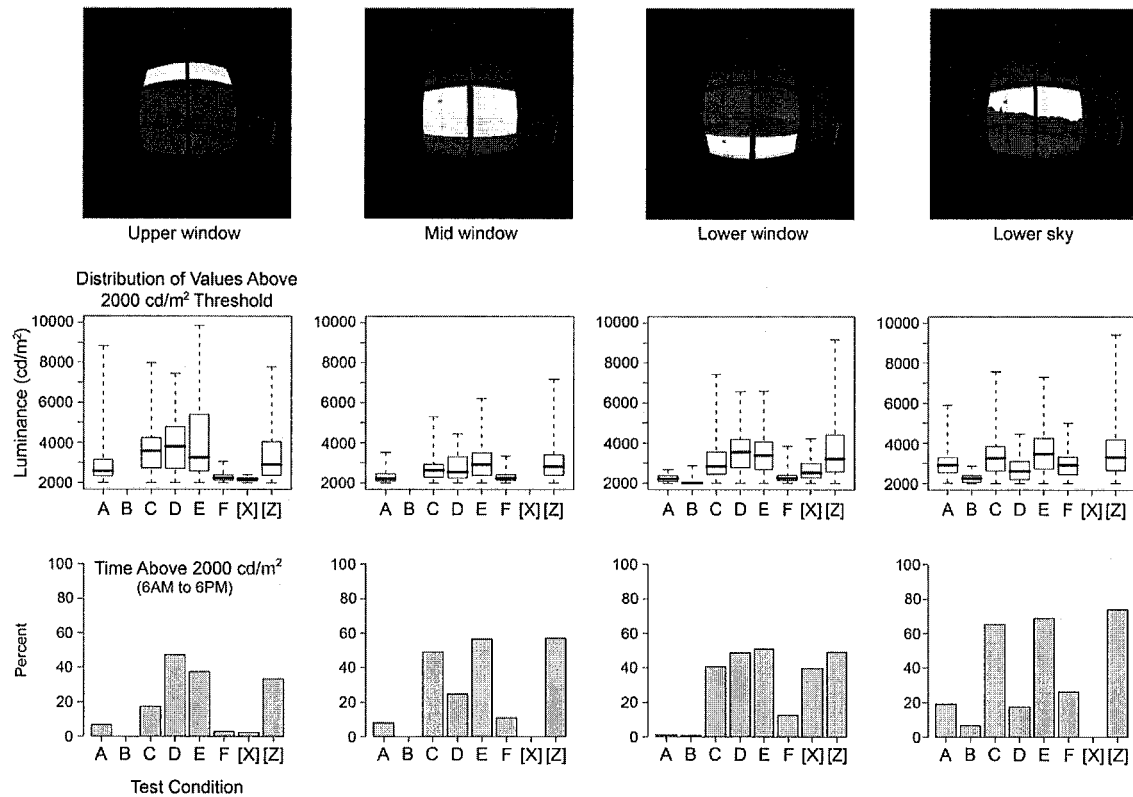 Upper window
Mid window
Lower window
Lower sky
Distribution of Values Above
2000 cd/m² Threshold
Luminance (cd/m²)
10000
8000
6000
4000
2000
A B C D E F [X] [Z]
10000
8000
6000
4000
2000
A B C D E F [X] [Z]
10000
8000
6000
4000
2000
A B C D E F [X] [Z]
10000
8000
6000
4000
2000
A B C D E F [X] [Z]
Time Above 2000 cd/m²
(6AM to 6PM)
Percent
100
80
60
40
20
0
A B C D E F [X] [Z]
Test Condition
100
80
60
40
20
0
A B C D E F [X] [Z]
100
80
60
40
20
0
A B C D E F [X] [Z]
100
80
60
40
20
0
A B C D E F [X] [Z]